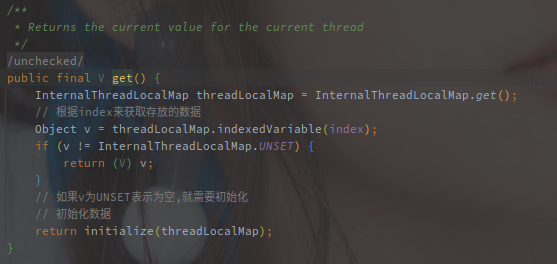 /**
 * Returns the current value for the current thread
 */
/unchecked/
public final V get() {
    InternalThreadLocalMap threadLocalMap = InternalThreadLocalMap.get();
    // 根据index来获取存放的数据
    Object v = threadLocalMap.indexedVariable(index);
    if (v != InternalThreadLocalMap.UNSET) {
        return (V) v;
    }
    // 如果v为UNSET表示为空,就需要初始化
    // 初始化数据
    return initialize(threadLocalMap);
}